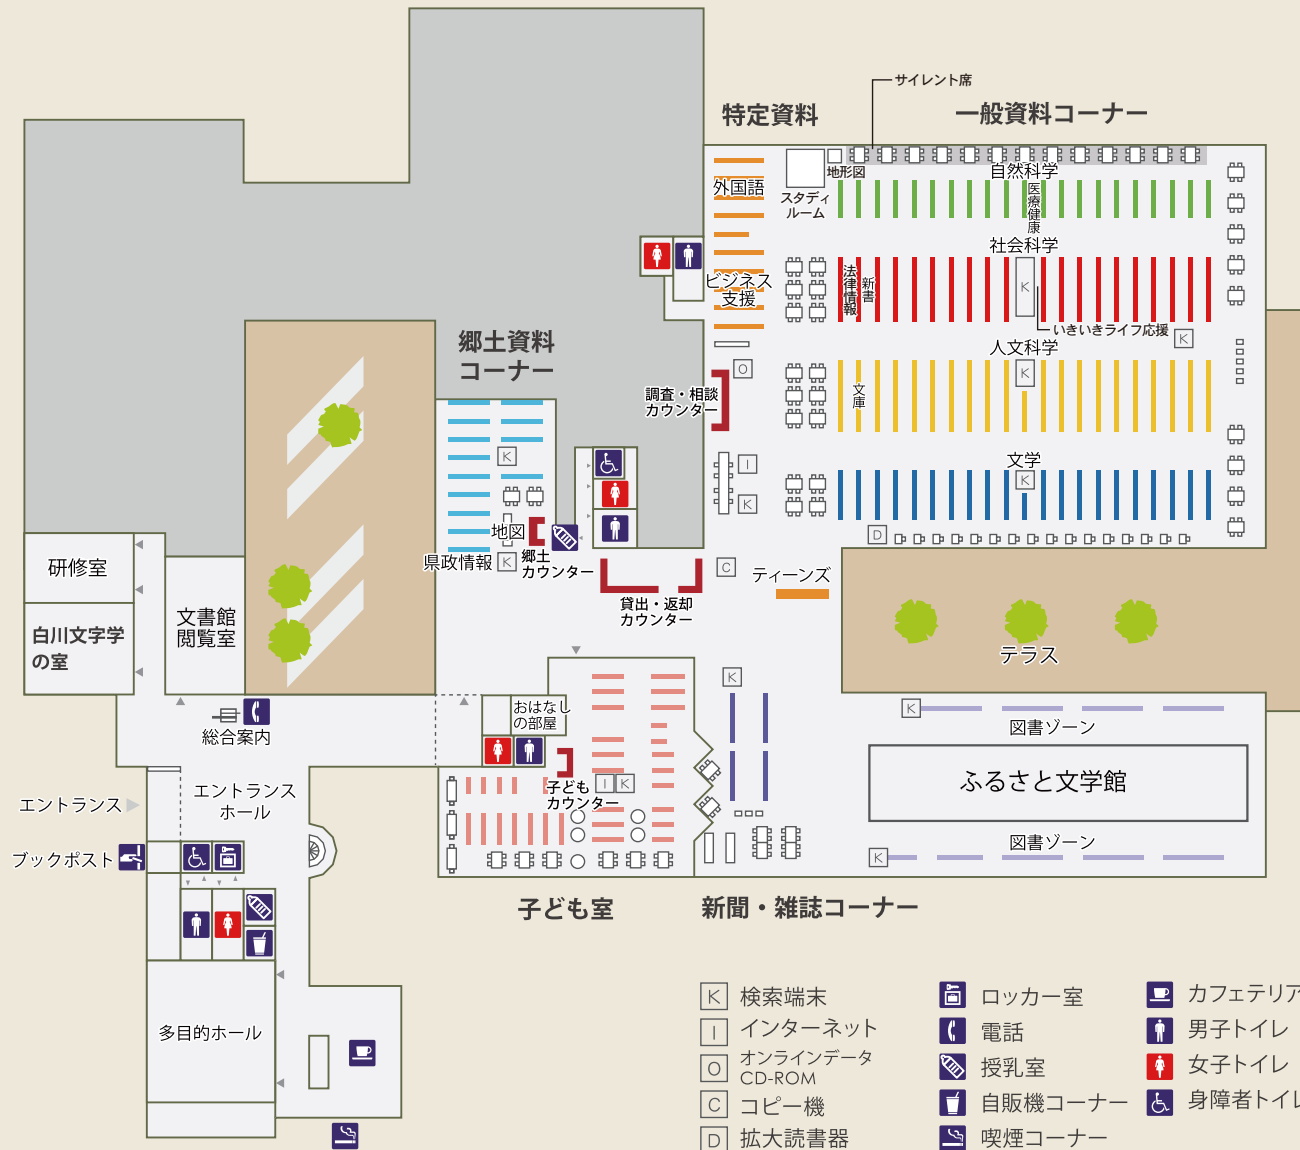 サイレント席
特定資料
一般資料コーナー
外国語
スタディ
ルーム
地形図
自然科学
医療健康
社会科学
法律情報
新書
K
ビジネス
支援
いきいきライフ応援
K
人文科学
K
文庫
郷土資料
コーナー
O
調査・相談
カウンター
文学
K
K
I
K
地図
県政情報
K
郷土
カウンター
D
C
貸出・返却
カウンター
ティーンズ
研修室
白川文字学
の室
文書館
閲覧室
テラス
総合案内
おはなし
の部屋
K
K
図書ゾーン
ふるさと文学館
図書ゾーン
K
子ども
カウンター
I
K
エントランス
エントランス
ホール
ブックポスト
子ども室
新聞・雑誌コーナー
多目的ホール
K 検索端末
I インターネット
O オンラインデータ
CD-ROM
C コピー機
D 拡大読書器
ロッカー室
電話
授乳室
自販機コーナー
喫煙コーナー
カフェテリア
男子トイレ
女子トイレ
身障者トイレ